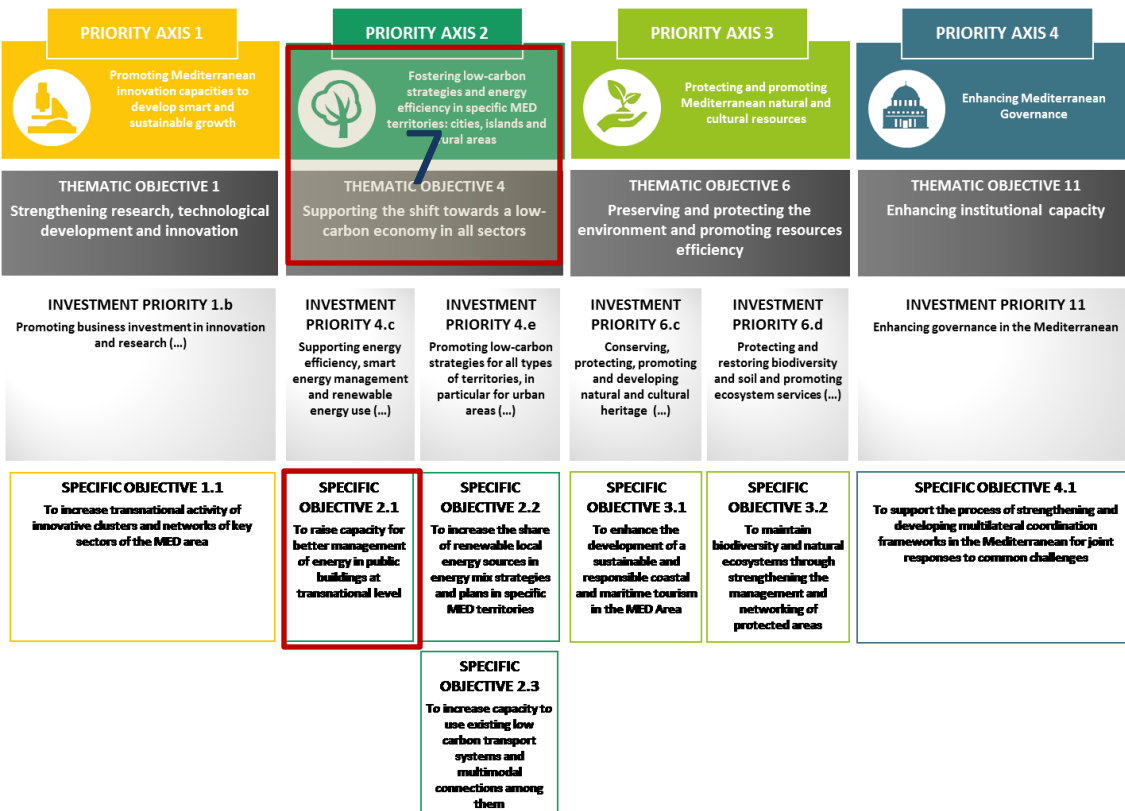 PRIORITY AXIS 1
Promoting Mediterranean
innovation capacities to
develop smart and
sustainable growth
THEMATIC OBJECTIVE 1
Strengthening research, technological
development and innovation
INVESTMENT PRIORITY 1.b
Promoting business investment in innovation
and research (...)
SPECIFIC OBJECTIVE 1.1
To increase transnational activity of
innovative clusters and networks of key
sectors of the MED area
PRIORITY AXIS 2
Fostering low-carbon
strategies and energy
efficiency in specific MED
territories: cities, islands and
rural areas
7
THEMATIC OBJECTIVE 4
Supporting the shift towards a low-
carbon economy in all sectors
INVESTMENT
PRIORITY 4.c
Supporting energy
efficiency, smart
energy management
and renewable
energy use (...)
INVESTMENT
PRIORITY 4.e
Promoting low-carbon
strategies for all types
of territories, in
particular for urban
areas (...)
SPECIFIC
OBJECTIVE 2.1
To raise capacity for
better management
of energy in public
buildings at
transnational level
SPECIFIC
OBJECTIVE 2.2
To increase the share
of renewable local
energy sources in
energy mix strategies
and plans in specific
MED territories
SPECIFIC
OBJECTIVE 2.3
To increase capacity to
use existing low
carbon transport
systems and
multimodal
connections among
them
PRIORITY AXIS 3
Protecting and promoting
Mediterranean natural and
cultural resources
THEMATIC OBJECTIVE 6
Preserving and protecting the
environment and promoting resources
efficiency
INVESTMENT
PRIORITY 6.c
Conserving,
protecting, promoting
and developing
natural and cultural
heritage (...)
INVESTMENT
PRIORITY 6.d
Protecting and
restoring biodiversity
and soil and promoting
ecosystem services (...)
SPECIFIC
OBJECTIVE 3.1
To enhance the
development of a
sustainable and
responsible coastal
and maritime tourism
in the MED Area
SPECIFIC
OBJECTIVE 3.2
To maintain
biodiversity and natural
ecosystems through
strengthening the
management and
networking of
protected areas
PRIORITY AXIS 4
Enhancing Mediterranean
Governance
THEMATIC OBJECTIVE 11
Enhancing institutional capacity
INVESTMENT PRIORITY 11
Enhancing governance in the Mediterranean
SPECIFIC OBJECTIVE 4.1
To support the process of strengthening and
developing multilateral coordination
frameworks in the Mediterranean for joint
responses to common challenges